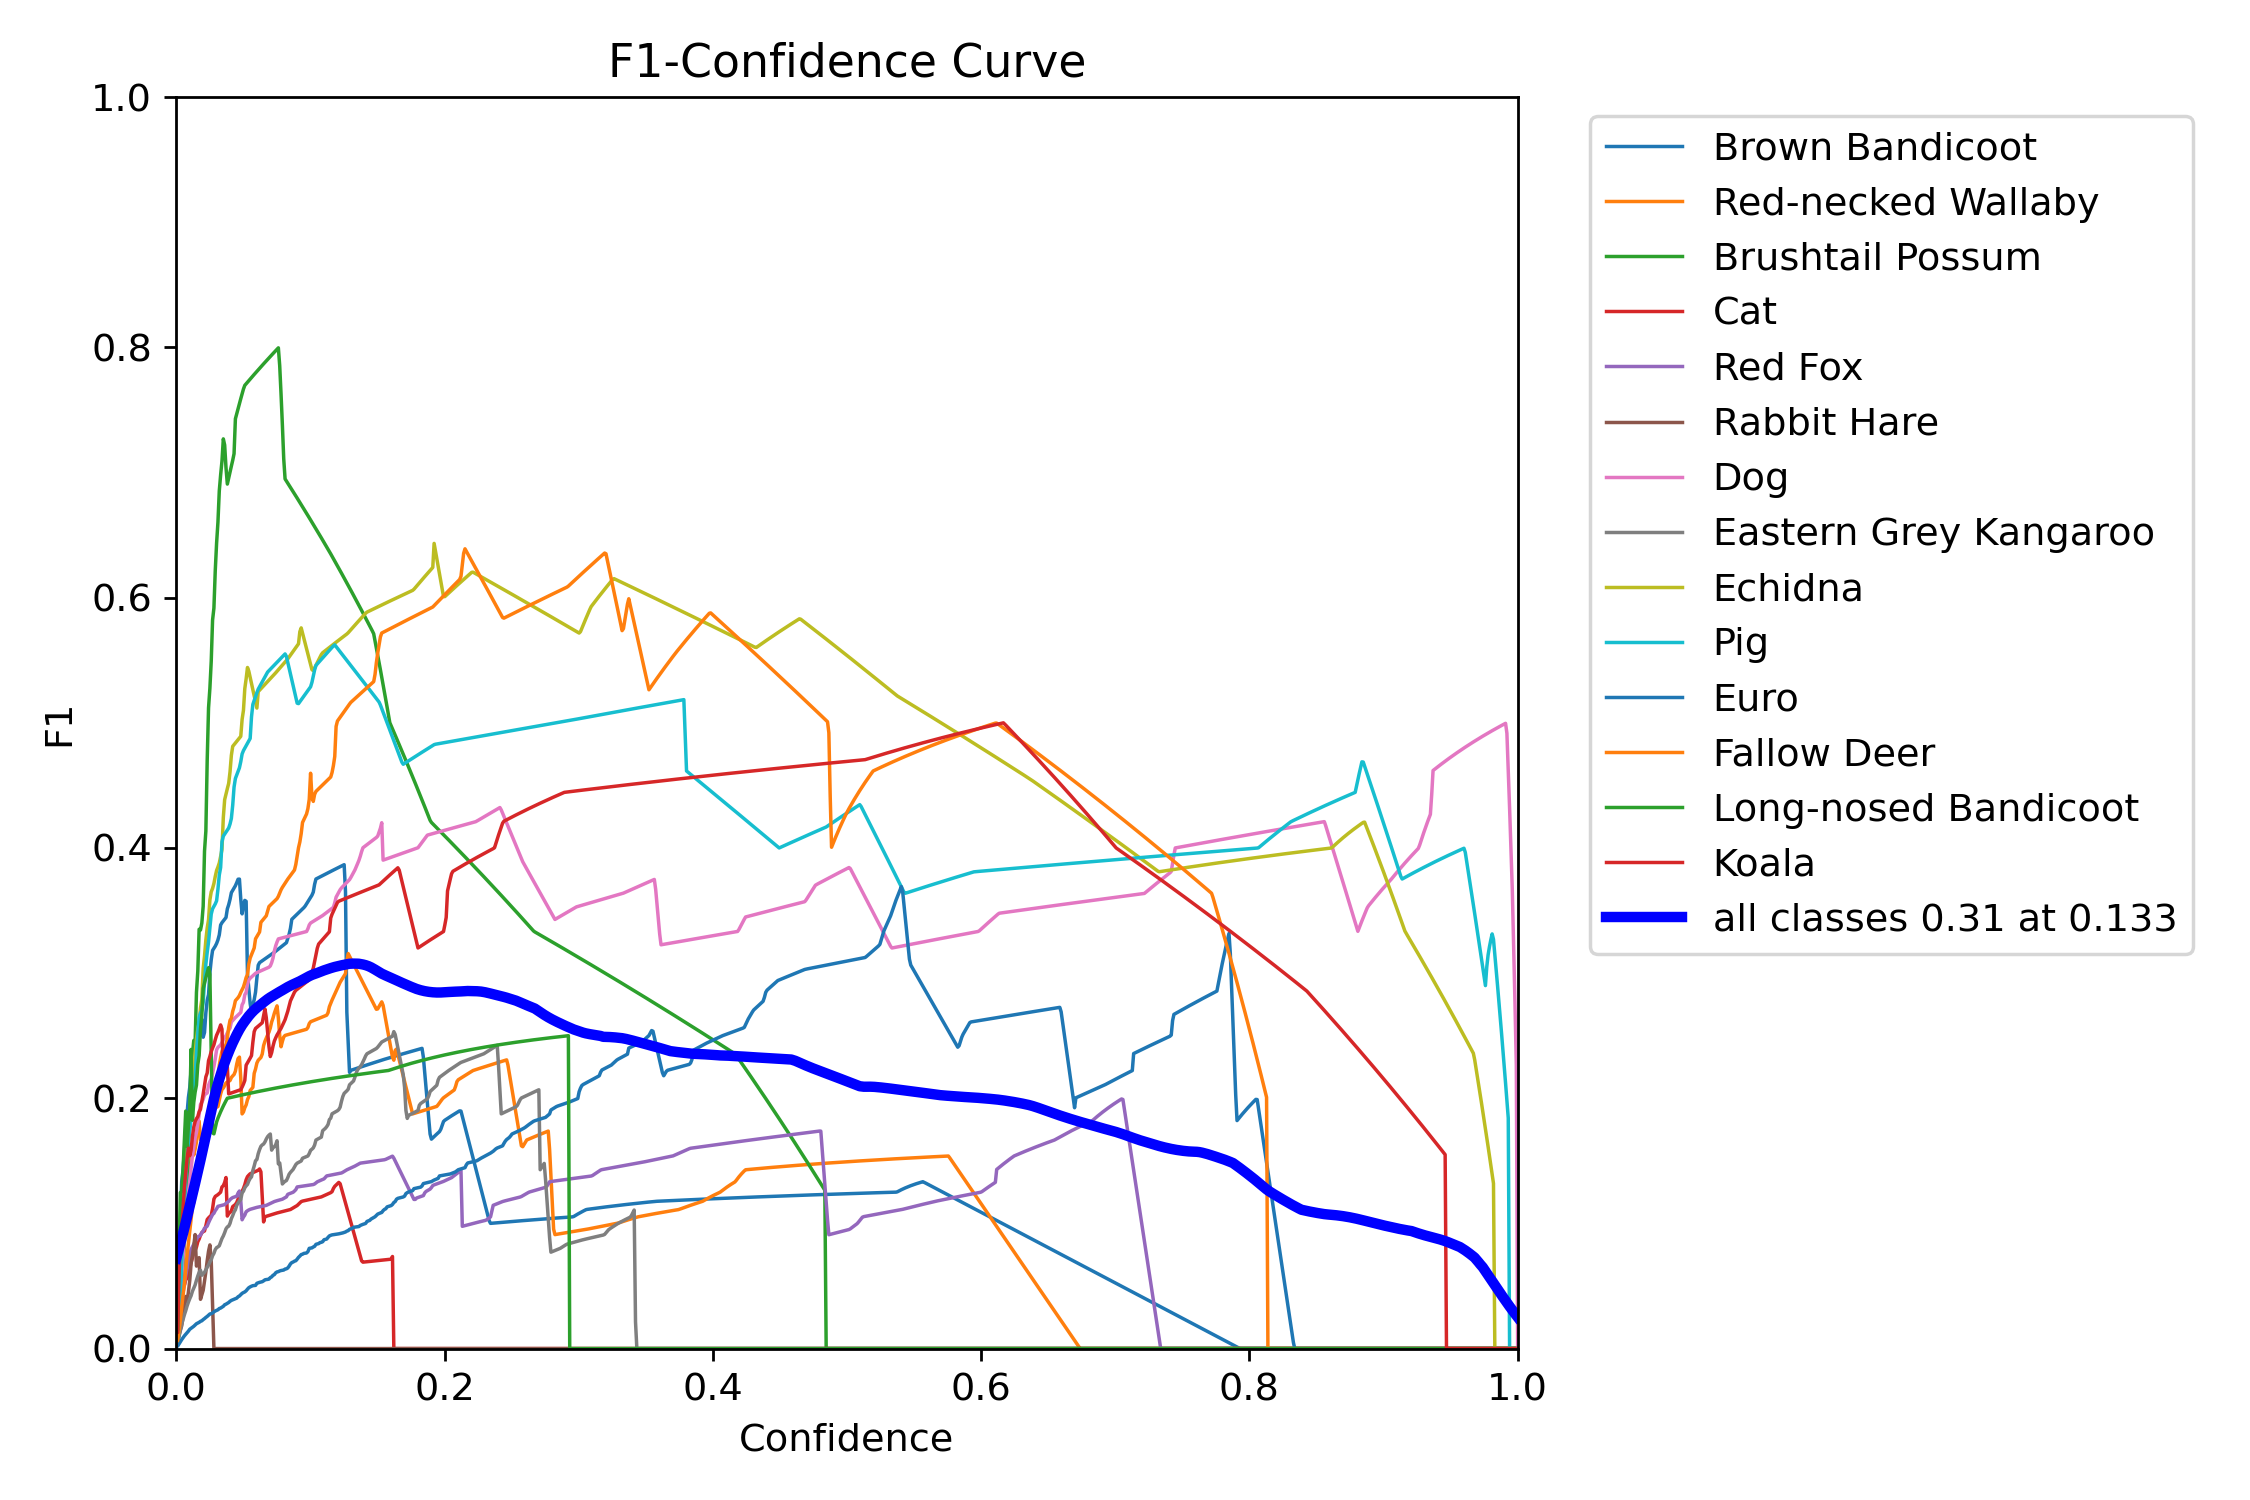 F1-Confidence Curve
1.0
0.8
0.6
0.4
0.2
0.0
F1
0.0 0.2 0.4 0.6 0.8 1.0
Confidence
Brown Bandicoot
Red-necked Wallaby
Brushtail Possum
Cat
Red Fox
Rabbit Hare
Dog
Eastern Grey Kangaroo
Echidna
Pig
Euro
Fallow Deer
Long-nosed Bandicoot
Koala
all classes 0.31 at 0.133